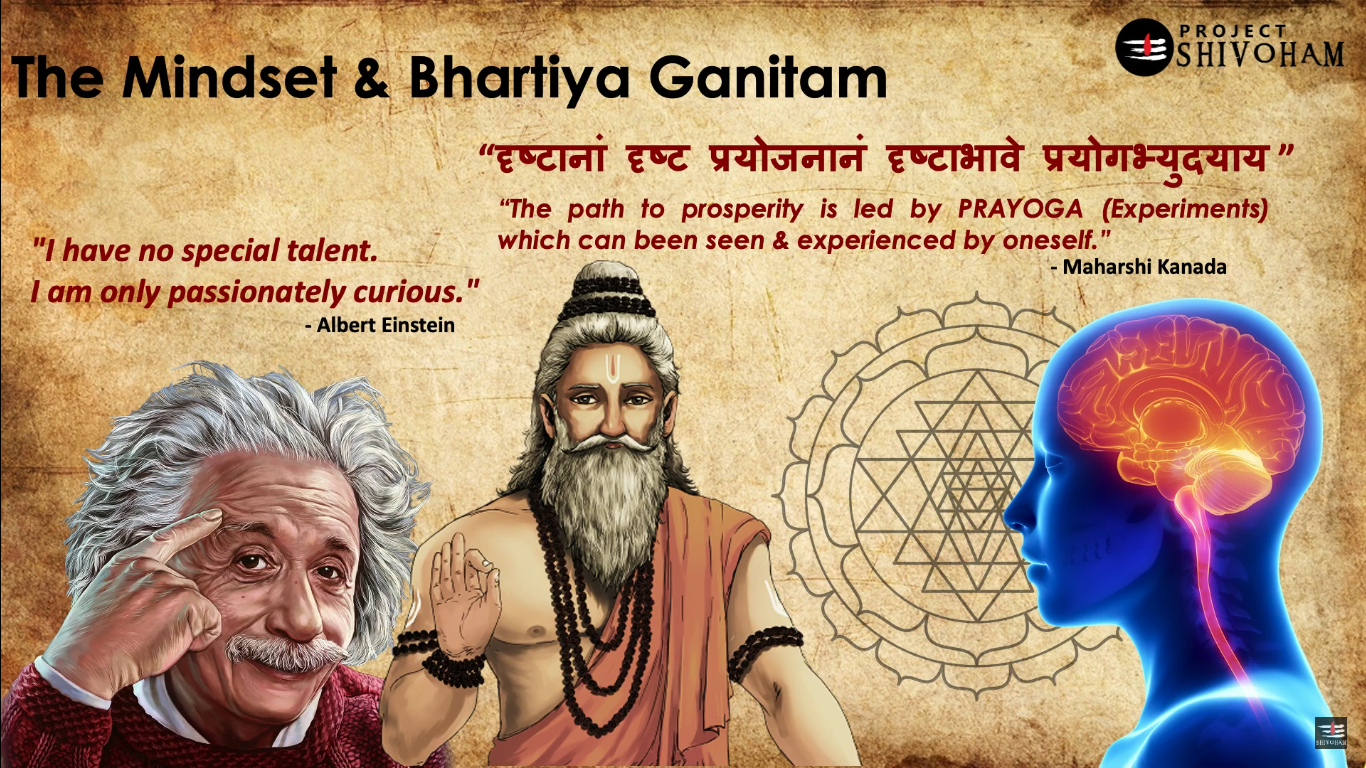 PROJECT
SHIVOHAM
The Mindset & Bhartiya Ganitam
“दृष्टानां दृष्ट प्रयोजनानं दृष्टाभावे प्रयोगभ्युदयाय ”
“The path to prosperity is led by PRAYOGA (Experiments)
which can been seen & experienced by oneself.”
- Maharshi Kanada
"I have no special talent.
I am only passionately curious."
- Albert Einstein
SHIVOHAM